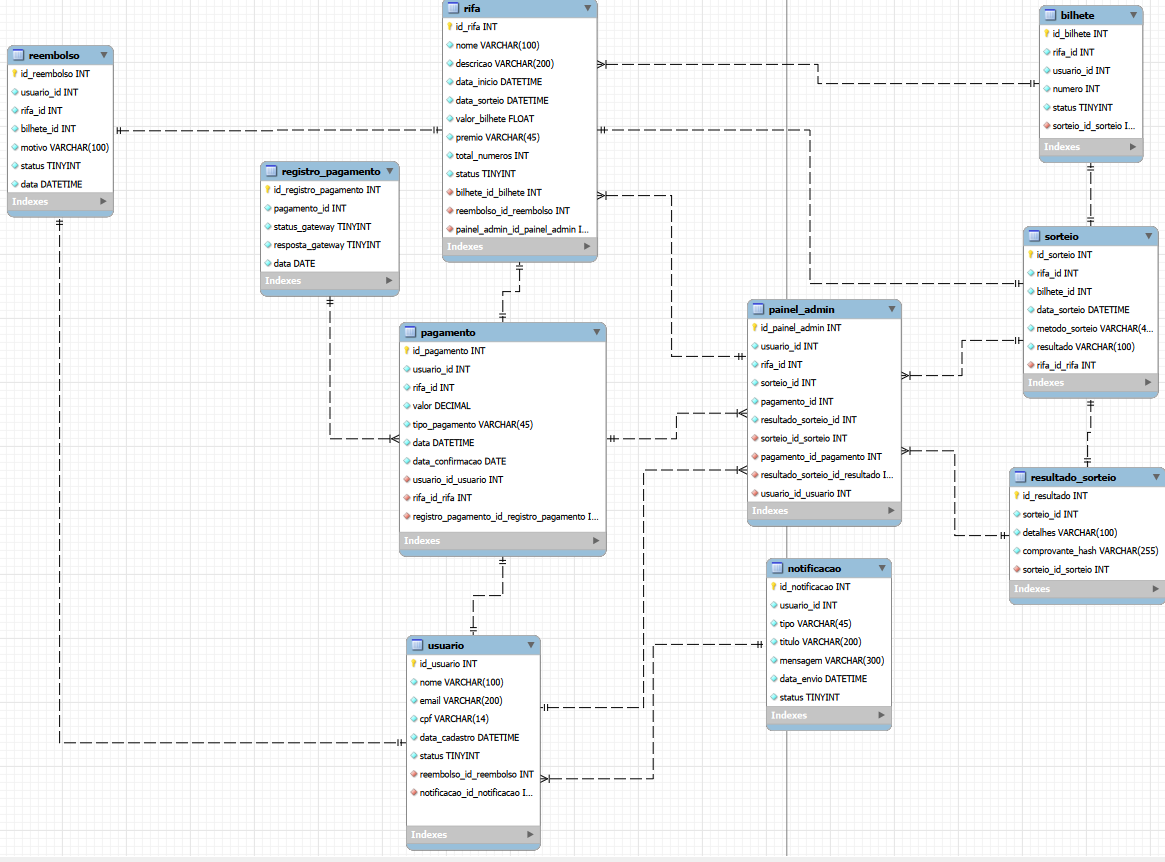 rifa
id_rifa INT
nome VARCHAR(100)
descricao VARCHAR(200)
data_inicio DATETIME
data_sorteio DATETIME
valor_bilhete FLOAT
premio VARCHAR(45)
total_numeros INT
status TINYINT
bilhete_id_bilhete INT
reembolso_id_reembolso INT
painel_admin_id_painel_admin I...
Indexes
bilhete
id_bilhete INT
rifa_id INT
usuario_id INT
numero INT
status TINYINT
sorteio_id_sorteio I...
Indexes
reembolso
id_reembolso INT
usuario_id INT
rifa_id INT
bilhete_id INT
motivo VARCHAR(100)
status TINYINT
data DATETIME
Indexes
registro_pagamento
id_registro_pagamento INT
pagamento_id INT
status_gateway TINYINT
resposta_gateway TINYINT
data DATE
Indexes
sorteio
id_sorteio INT
rifa_id INT
bilhete_id INT
data_sorteio DATETIME
metodo_sorteio VARCHAR(4...
resultado VARCHAR(100)
rifa_id_rifa INT
Indexes
painel_admin
id_painel_admin INT
usuario_id INT
rifa_id INT
sorteio_id INT
pagamento_id INT
resultado_sorteio_id INT
sorteio_id_sorteio INT
pagamento_id_pagamento INT
resultado_sorteio_id_resultado I...
usuario_id_usuario INT
Indexes
pagamento
id_pagamento INT
usuario_id INT
rifa_id INT
valor DECIMAL
tipo_pagamento VARCHAR(45)
data DATETIME
data_confirmacao DATE
usuario_id_usuario INT
rifa_id_rifa INT
registro_pagamento_id_registro_pagamento I...
Indexes
resultado_sorteio
id_resultado INT
sorteio_id INT
detalhes VARCHAR(100)
comprovante_hash VARCHAR(255)
sorteio_id_sorteio INT
Indexes
notificacao
id_notificacao INT
usuario_id INT
tipo VARCHAR(45)
titulo VARCHAR(200)
mensagem VARCHAR(300)
data_envio DATETIME
status TINYINT
Indexes
usuario
id_usuario INT
nome VARCHAR(100)
email VARCHAR(200)
cpf VARCHAR(14)
data_cadastro DATETIME
status TINYINT
reembolso_id_reembolso INT
notificacao_id_notificacao I...
Indexes